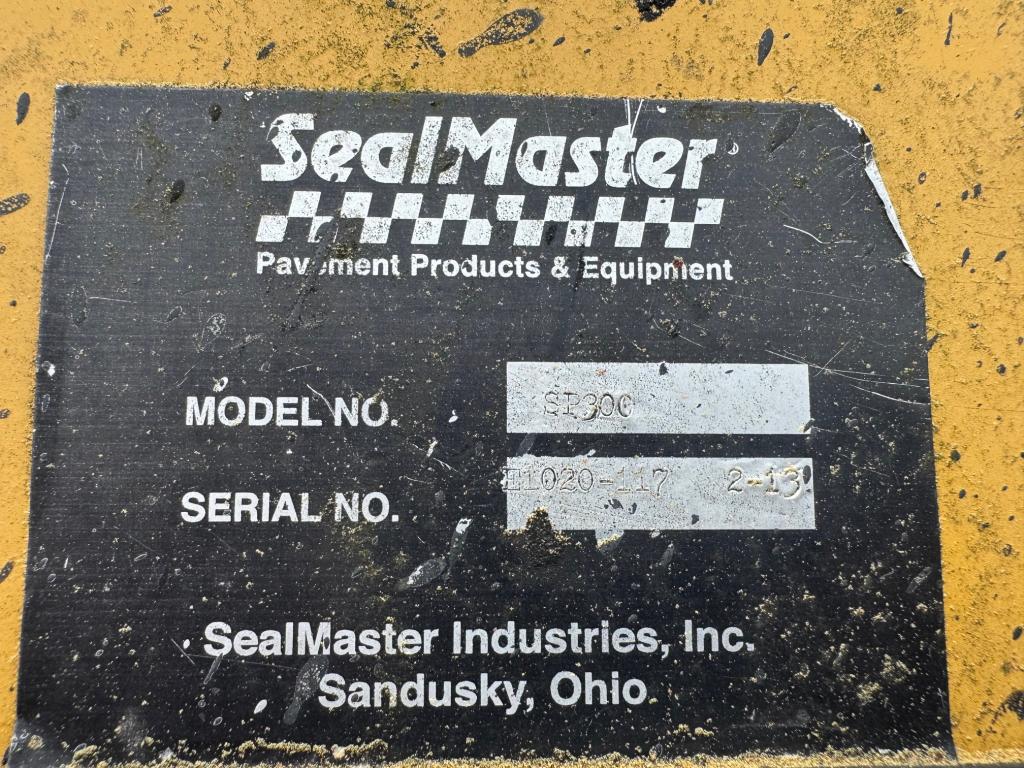 SealMaster
Pavement Products & Equipment
MODEL NO. SP300
SERIAL NO. E1020-117 2-13
SealMaster Industries, Inc.
Sandusky, Ohio